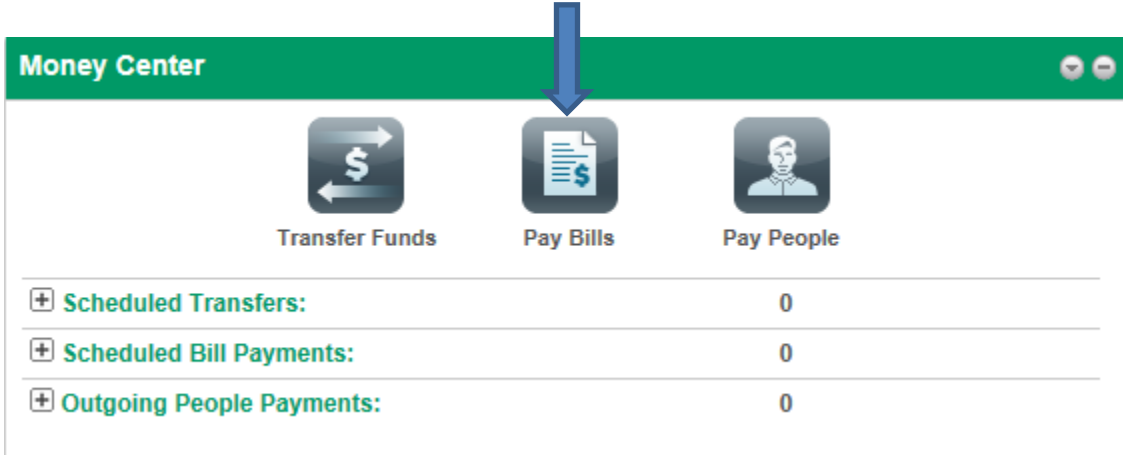 Money Center
$ $
Transfer Funds Pay Bills Pay People
Scheduled Transfers: 0
Scheduled Bill Payments: 0
Outgoing People Payments: 0